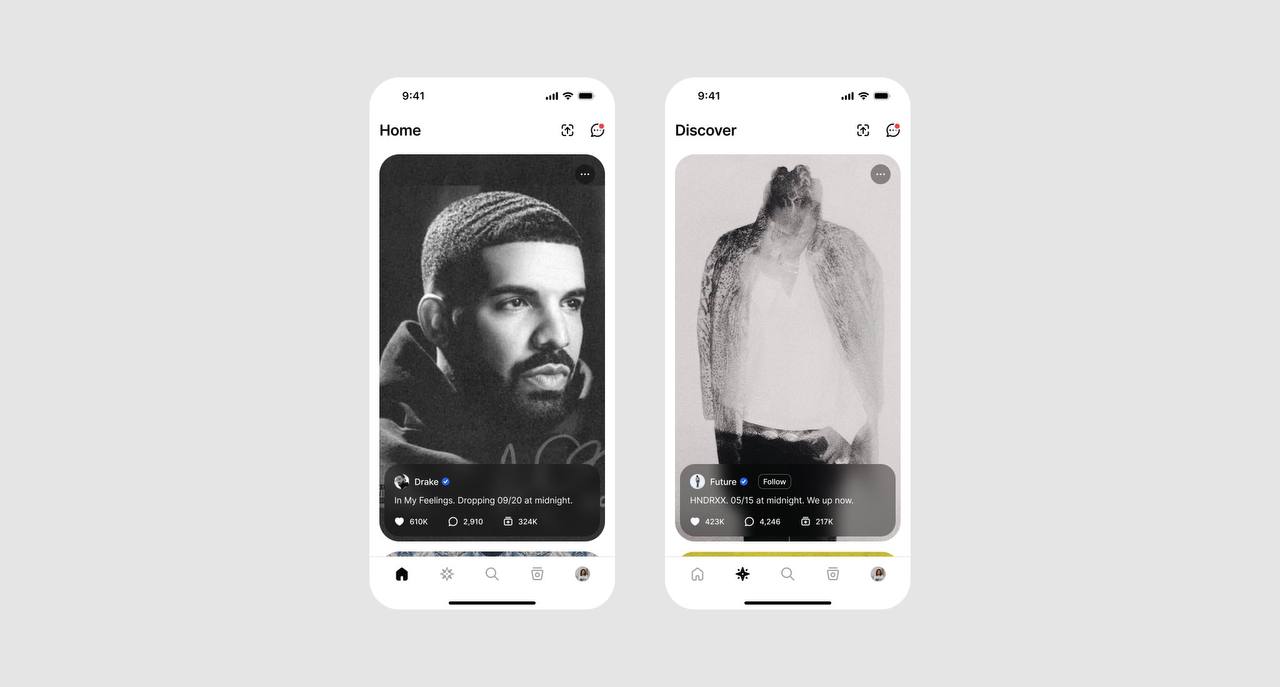 9:41
Home
Drake
In My Feelings. Dropping 09/20 at midnight.
610K 2,910 324K
9:41
Discover
Future Follow
HNDRXX. 05/15 at midnight. We up now.
423K 4,246 217K